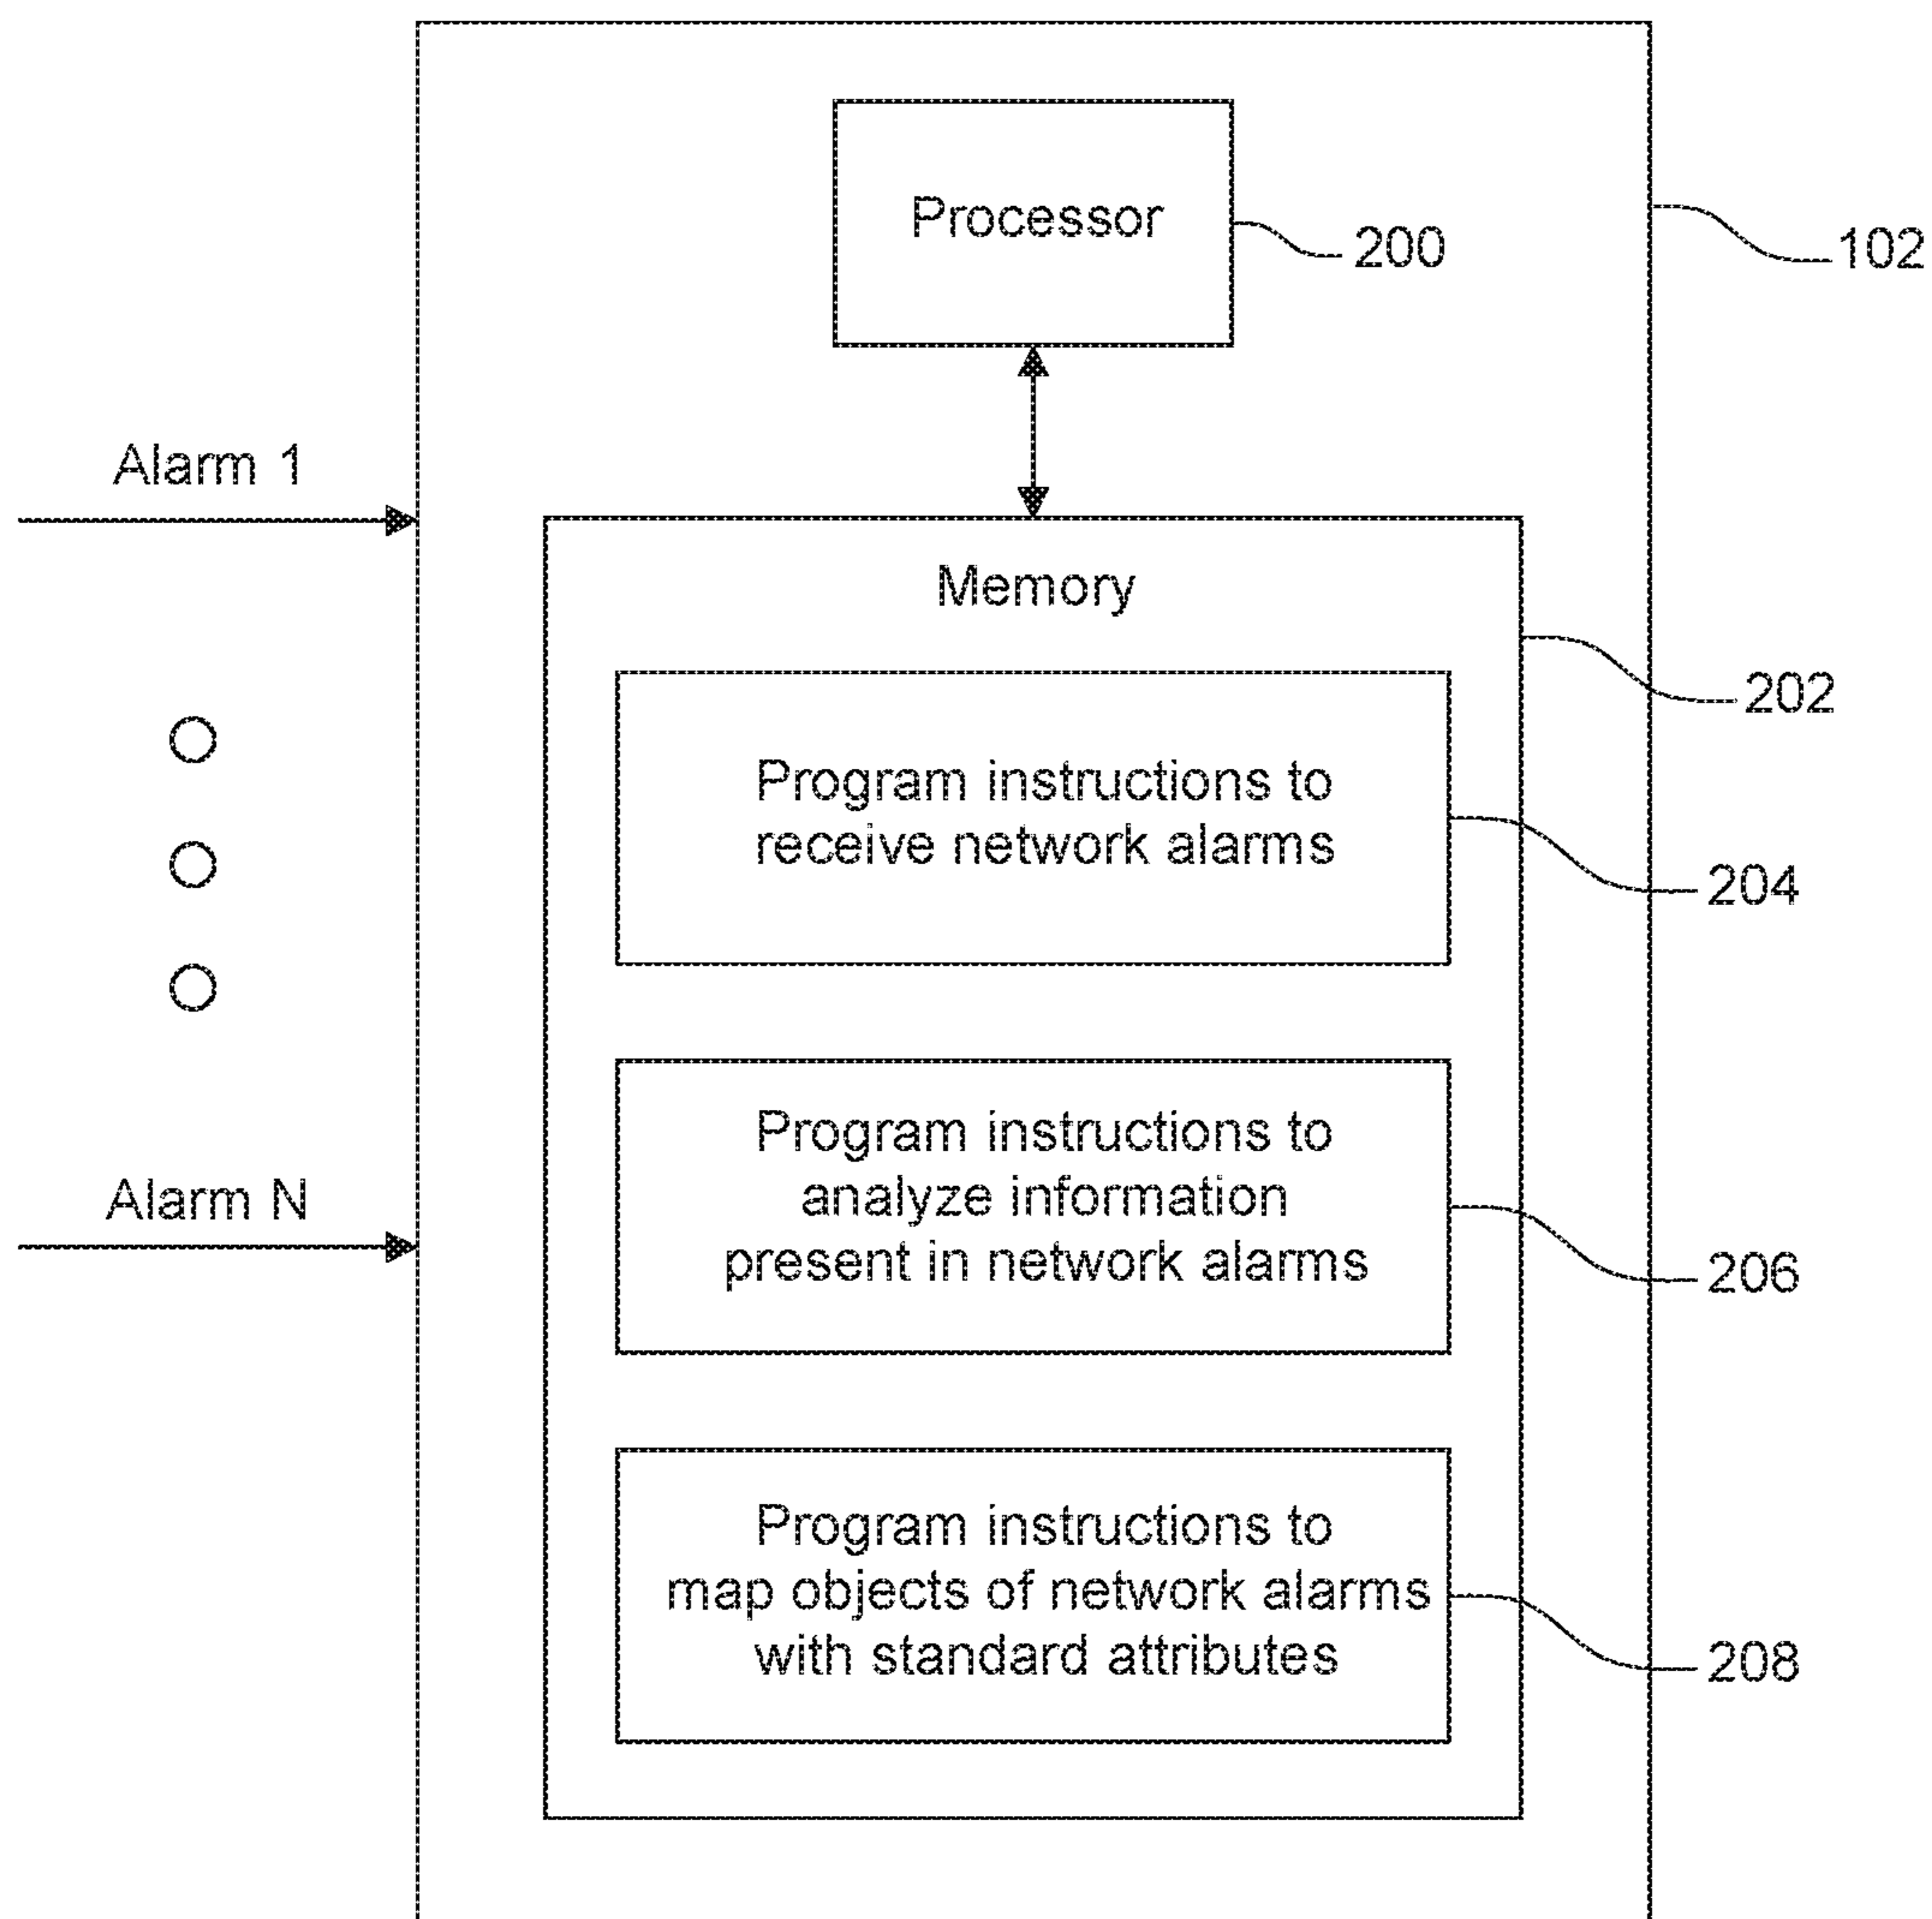 Processor
200
102
Alarm 1
Memory
202
Program instructions to
receive network alarms
204
Program instructions to
analyze information
present in network alarms
Alarm N
206
Program instructions to
map objects of network alarms
with standard attributes
208